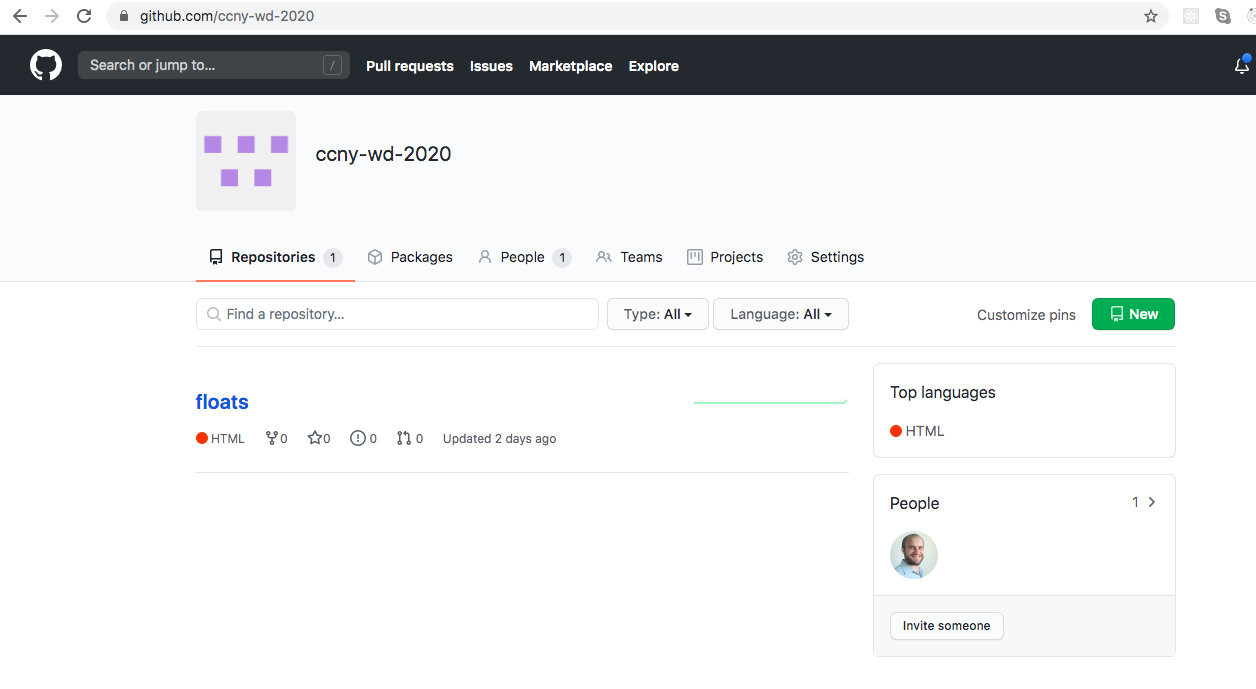 github.com/ccny-wd-2020
Search or jump to... /
Pull requests Issues Marketplace Explore
ccny-wd-2020
Repositories 1 Packages People 1 Teams Projects Settings
Find a repository... Type: All Language: All Customize pins New
floats
HTML 0 0 0 0 Updated 2 days ago
Top languages
HTML
People 1
Invite someone